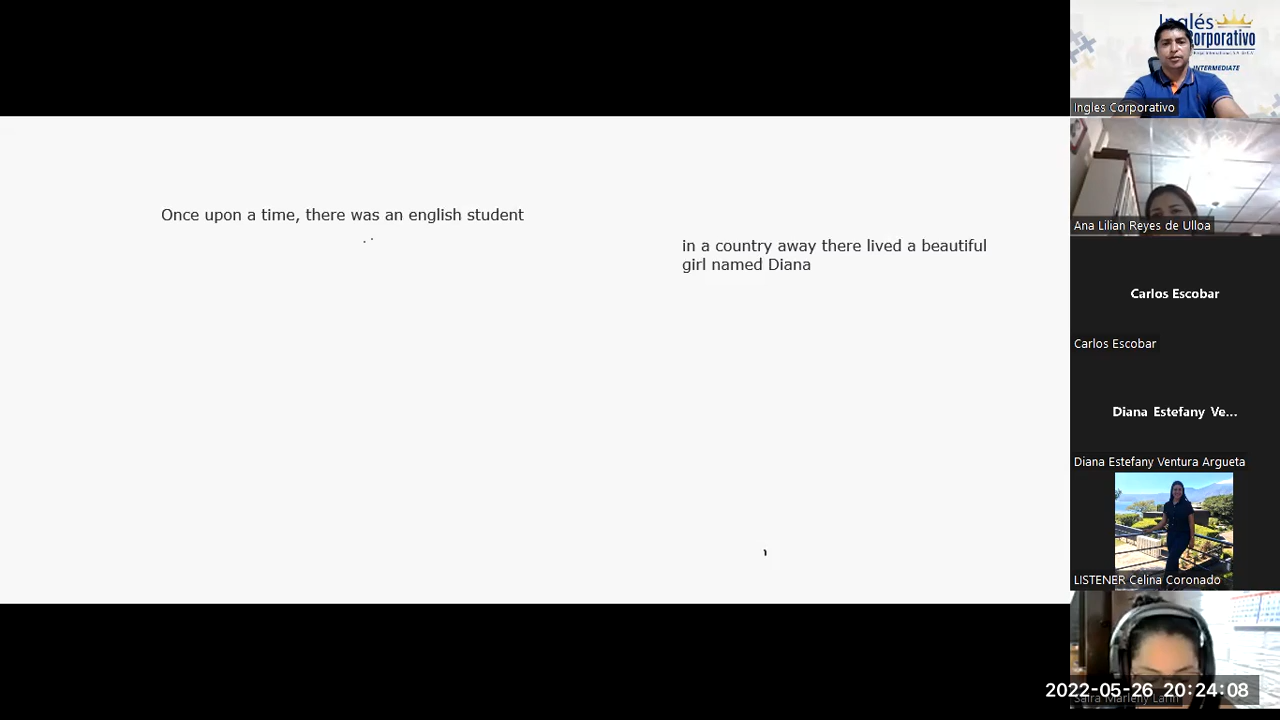 Once upon a time, there was an english student
in a country away there lived a beautiful
girl named Diana
Inglés
Corporativo
INTERMEDIATE
Ingles Corporativo
Ana Lilian Reyes de Ulloa
Carlos Escobar
Carlos Escobar
Diana Estefany Ve...
Diana Estefany Ventura Argueta
LISTENER Celina Coronado
2022-05-26 20:24:08